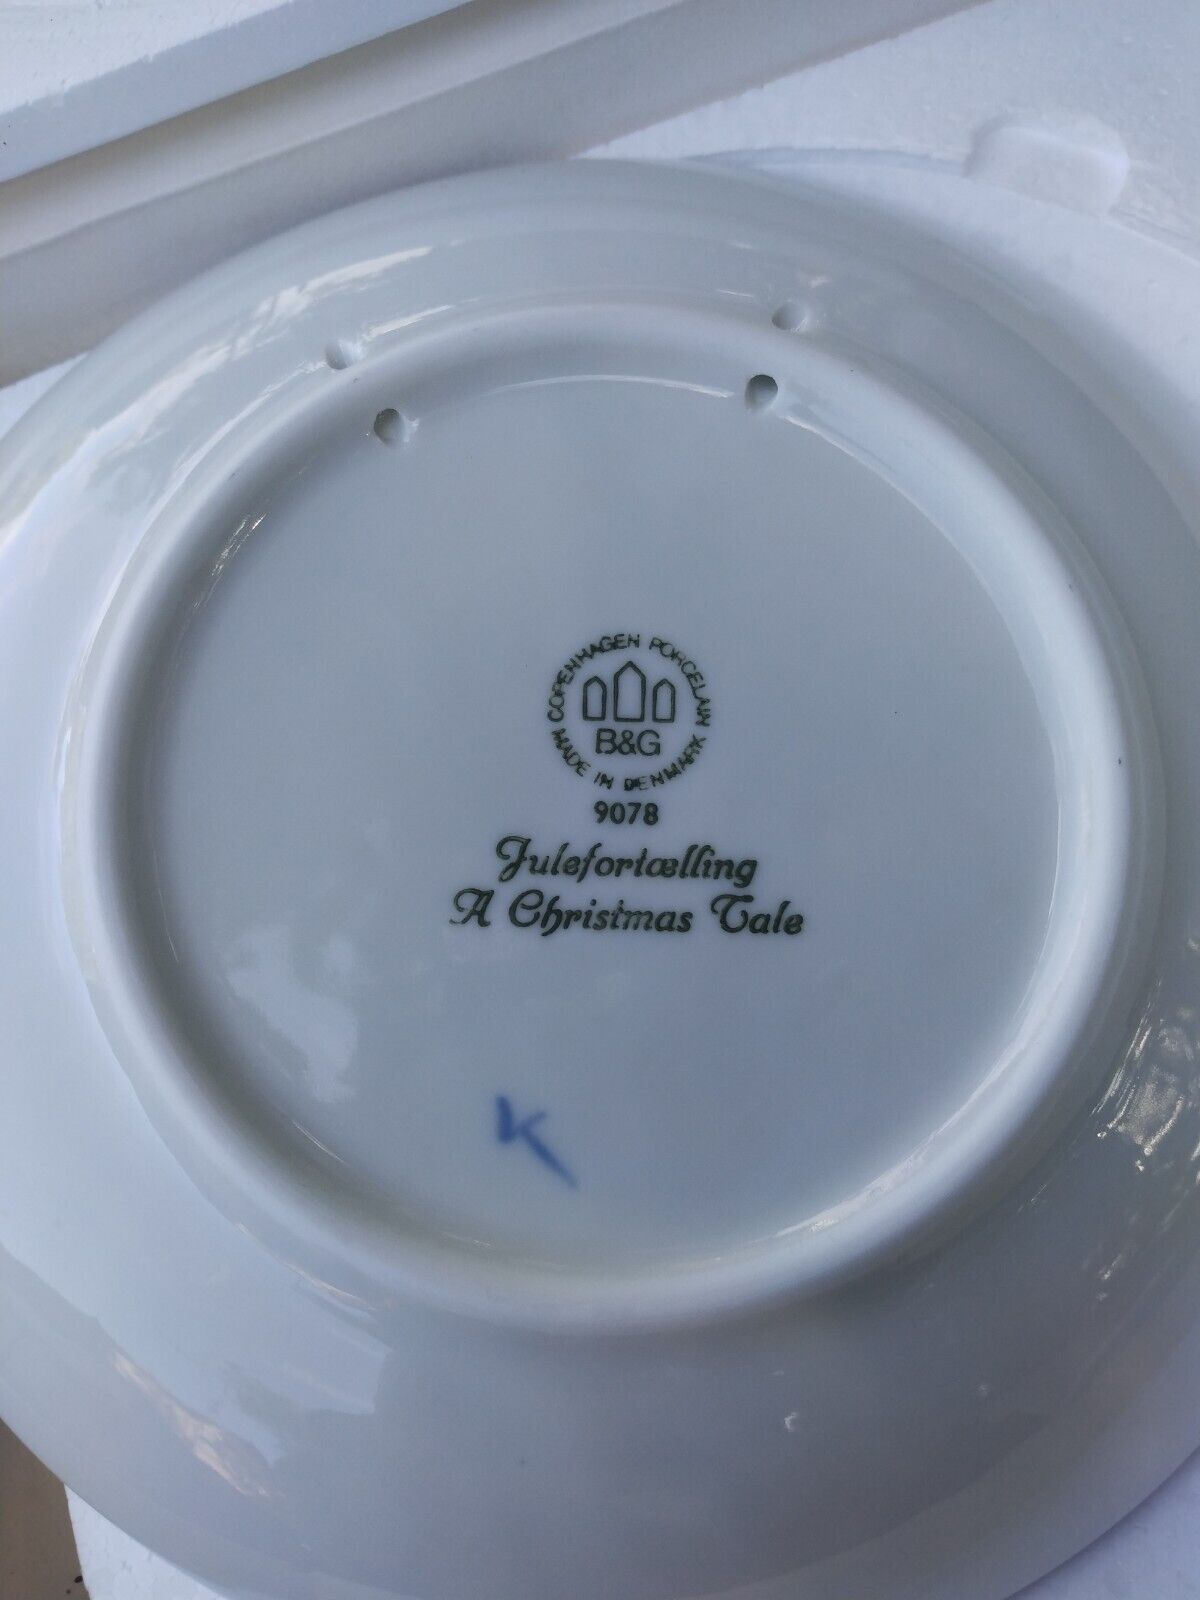 COPENHAGEN PORCELAIN
B&G
MADE IN DENMARK
9078
Julefortælling
A Christmas Tale
K